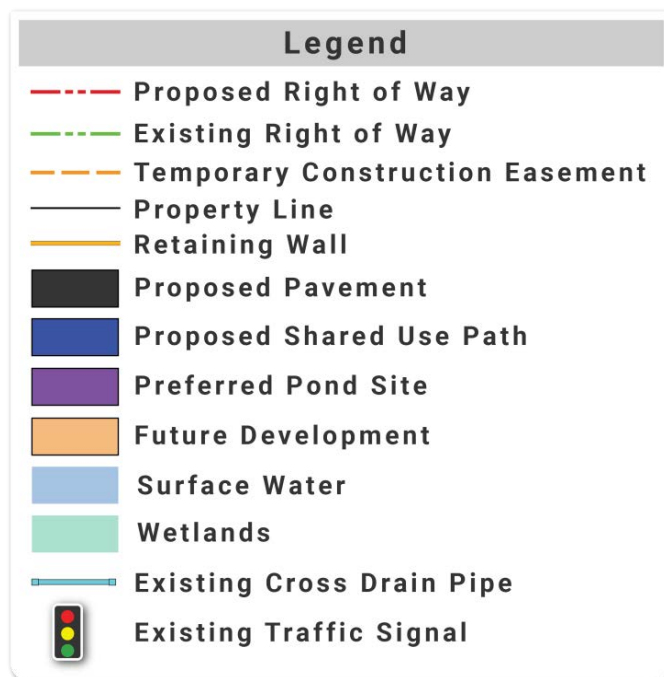 Legend
Proposed Right of Way
Existing Right of Way
Temporary Construction Easement
Property Line
Retaining Wall
Proposed Pavement
Proposed Shared Use Path
Preferred Pond Site
Future Development
Surface Water
Wetlands
Existing Cross Drain Pipe
Existing Traffic Signal